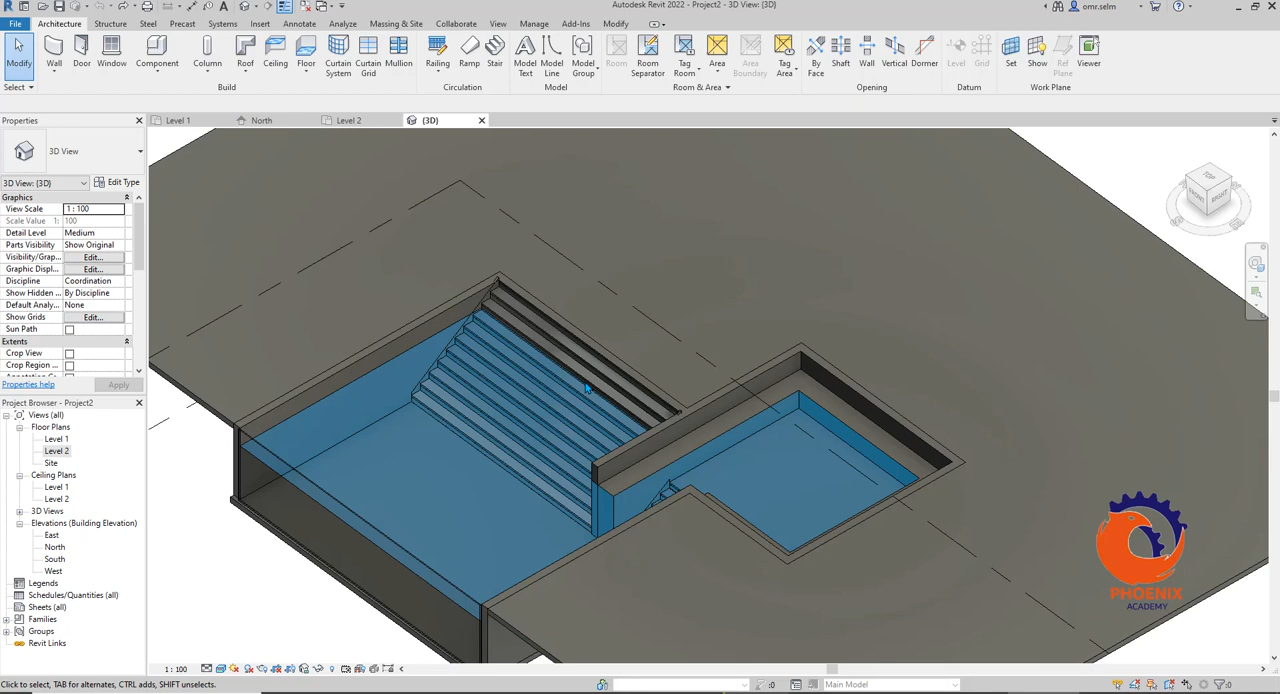 Autodesk Revit 2022 - Project2 - 3D View: {3D}
omr.selm
File Architecture Structure Steel Precast Systems Insert Annotate Analyze Massing & Site Collaborate View Manage Add-Ins Modify
Modify Wall Door Window Component Column Roof Ceiling Floor Curtain System Curtain Grid Mullion Railing Ramp Stair Model Text Model Line Model Group Room Room Separator Tag Room Area Area Boundary Tag Area By Face Shaft Wall Vertical Dormer Level Grid Set Show Ref Plane Viewer
Select Build Circulation Model Room & Area Opening Datum Work Plane
Properties
Level 1 North Level 2 {3D}
3D View
3D View: {3D} Edit Type
Graphics
View Scale 1 : 100
Scale Value 1: 100
Detail Level Medium
Parts Visibility Show Original
Visibility/Grap... Edit...
Graphic Displ... Edit...
Discipline Coordination
Show Hidden ... By Discipline
Default Analy... None
Show Grids Edit...
Sun Path
Extents
Crop View
Crop Region ...
Properties help Apply
Project Browser - Project2
Views (all)
Floor Plans
Level 1
Level 2
Site
Ceiling Plans
Level 1
Level 2
3D Views
Elevations (Building Elevation)
East
North
South
West
Legends
Schedules/Quantities (all)
Sheets (all)
Families
Groups
Revit Links
TOP
FRONT RIGHT
PHOENIX
ACADEMY
1 : 100
Click to select, TAB for alternates, CTRL adds, SHIFT unselects.
:0 Main Model :0